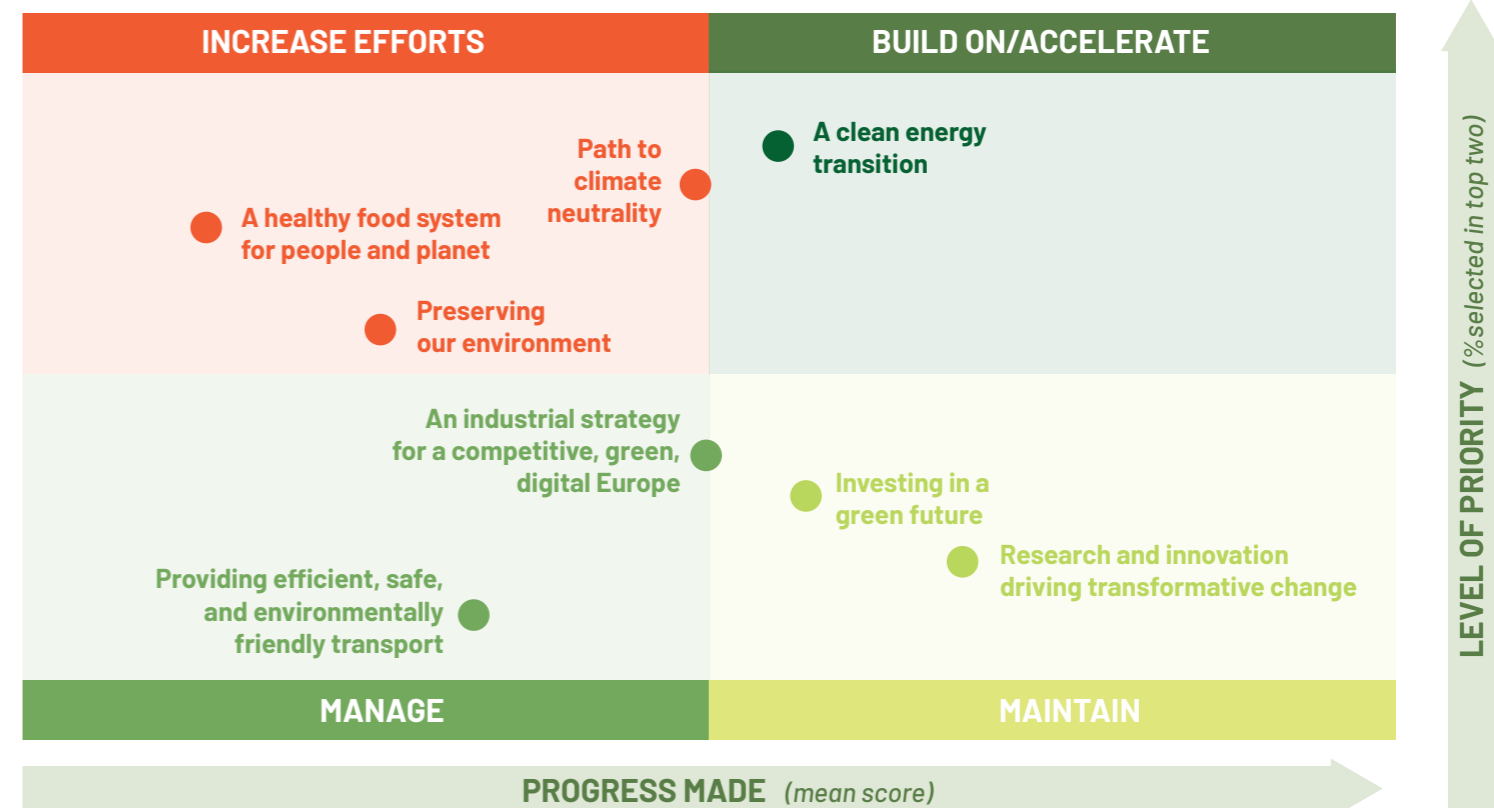 INCREASE EFFORTS
BUILD ON/ACCELERATE
A clean energy
transition
Path to
climate
neutrality
A healthy food system
for people and planet
Preserving
our environment
An industrial strategy
for a competitive, green,
digital Europe
Investing in a
green future
Research and innovation
driving transformative change
Providing efficient, safe,
and environmentally
friendly transport
MANAGE
MAINTAIN
PROGRESS MADE (mean score)
LEVEL OF PRIORITY (%selected in top two)